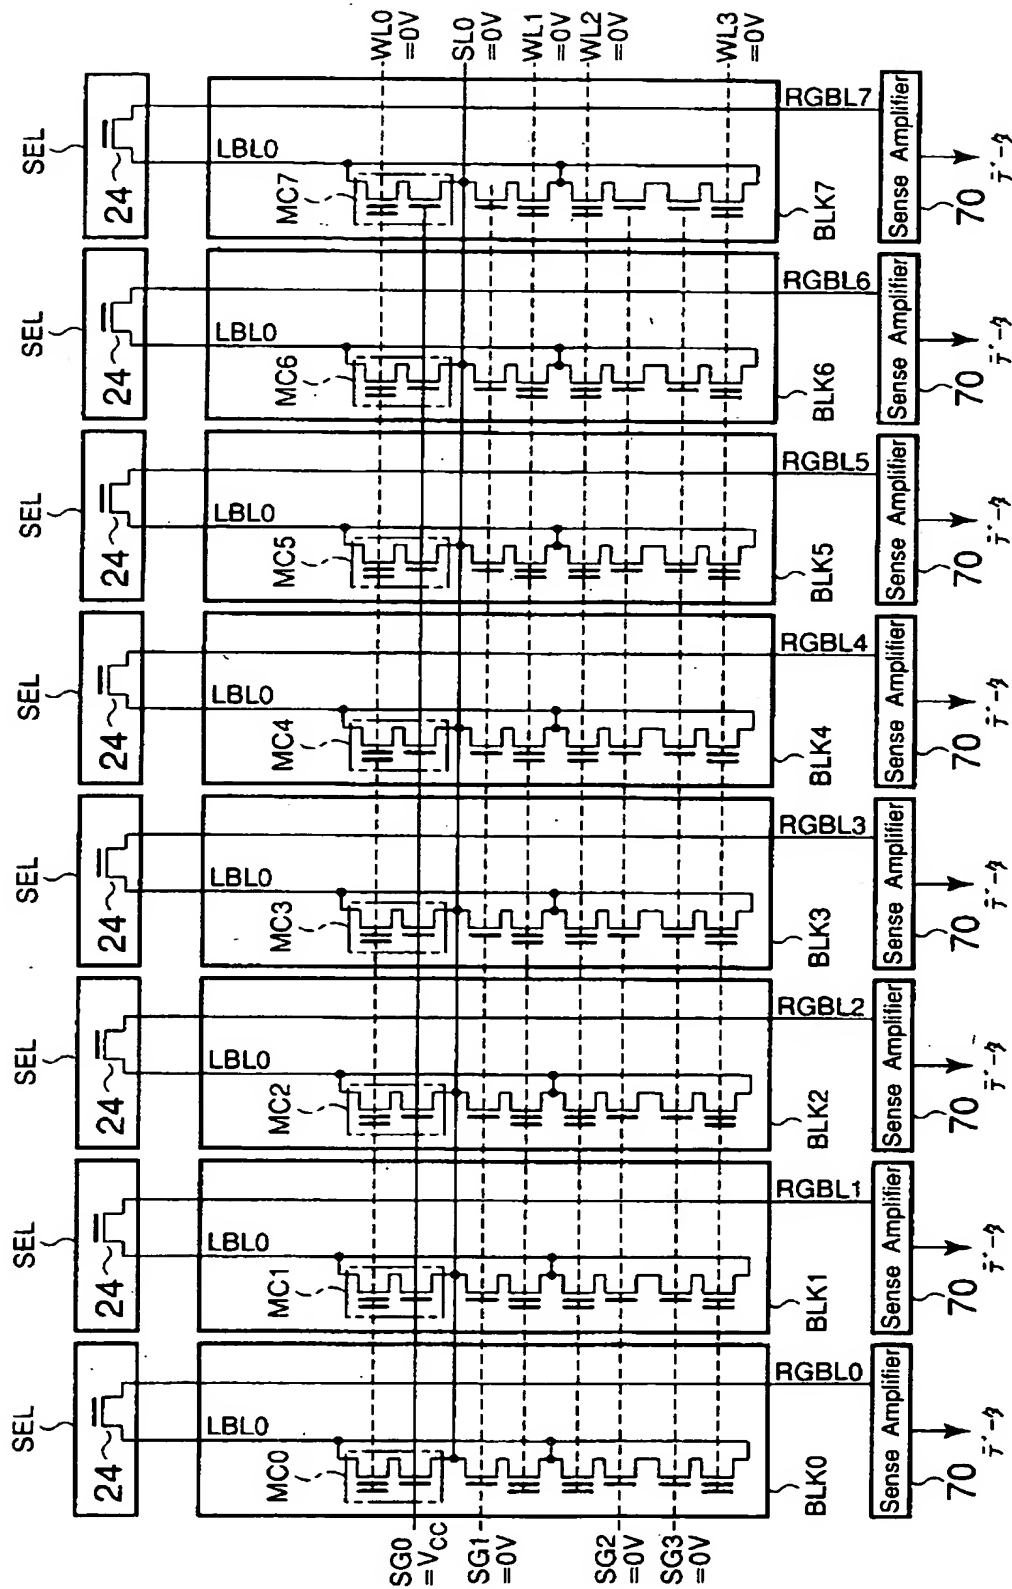 SEL SEL SEL SEL SEL SEL SEL SEL
24 24 24 24 24 24 24 24
LBL0 LBL0 LBL0 LBL0 LBL0 LBL0 LBL0 LBL0
MC0 MC1 MC2 MC3 MC4 MC5 MC6 MC7
WL0
=0V
SL0
=0V
WL1
=0V
WL2
=0V
WL3
=0V
SG0
=VCC
SG1
=0V
SG2
=0V
SG3
=0V
RGBL0 RGBL1 RGBL2 RGBL3 RGBL4 RGBL5 RGBL6 RGBL7
BLK0 BLK1 BLK2 BLK3 BLK4 BLK5 BLK6 BLK7
Sense Amplifier Sense Amplifier Sense Amplifier Sense Amplifier Sense Amplifier Sense Amplifier Sense Amplifier Sense Amplifier
70 70 70 70 70 70 70 70
データ データ データ データ データ データ データ データ